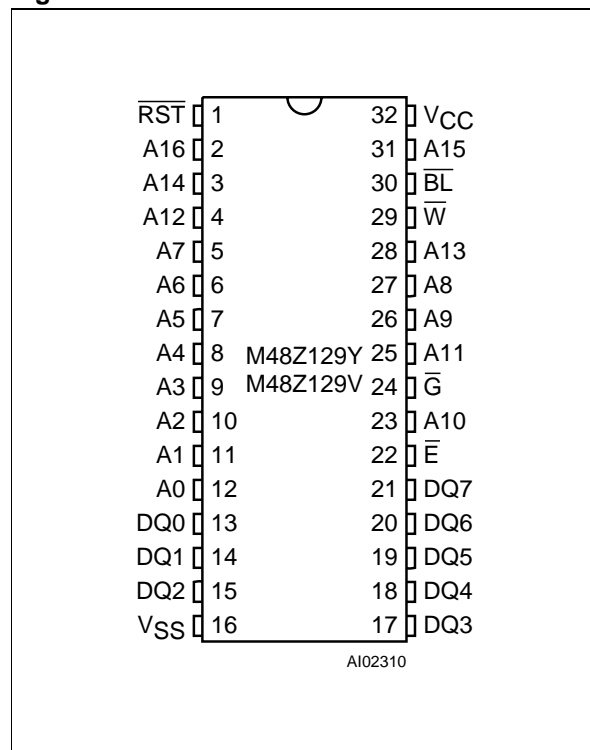 R̅S̅T̅ 1 32 VCC
A16 2 31 A15
A14 3 30 B̅L̅
A12 4 29 W̅
A7 5 28 A13
A6 6 27 A8
A5 7 26 A9
A4 8 M48Z129Y 25 A11
A3 9 M48Z129V 24 G̅
A2 10 23 A10
A1 11 22 E̅
A0 12 21 DQ7
DQ0 13 20 DQ6
DQ1 14 19 DQ5
DQ2 15 18 DQ4
VSS 16 17 DQ3
AI02310